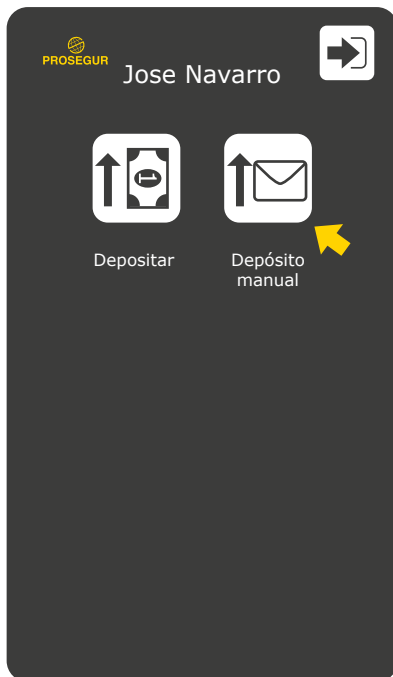 PROSEGUR
Jose Navarro
Depositar
Depósito
manual